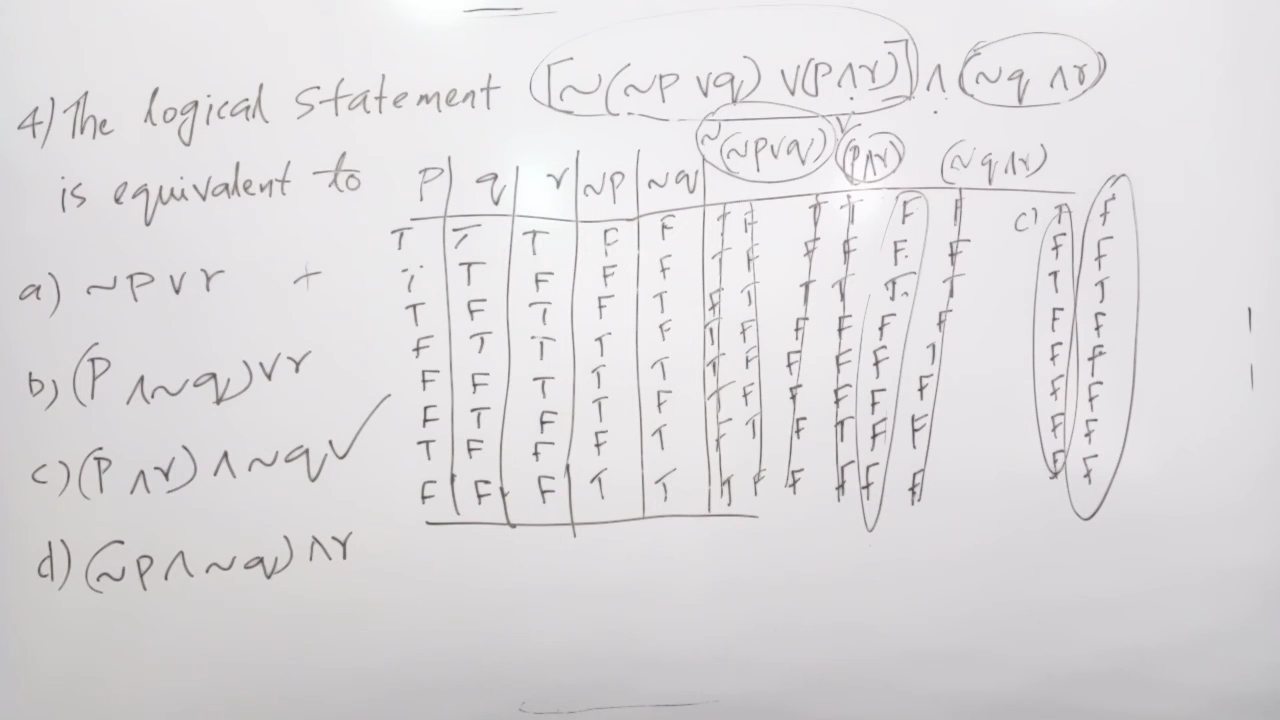 4) The logical statement [~(~p ∨ q) ∨ (p ∧ r)] ∧ (~q ∧ r)
is equivalent to
a) ~p ∨ r
b) (p ∧ ~q) ∨ r
c) (p ∧ r) ∧ ~q ✓
d) (~p ∧ ~q) ∧ r
p q r ~p ~q ~(~p∨q) ∨ (p∧r) (~q∧r)
T T T F F T F T T F F c) T F
T T F F F T F F F F F F F
T F T F T F T T T T T T T
F T T T F T F F F F F F F
F F T T T T F F F F T F F
F T F T F T F F F F F F F
T F F F T F T F T F F F F
F F F T T T F F F F F F F